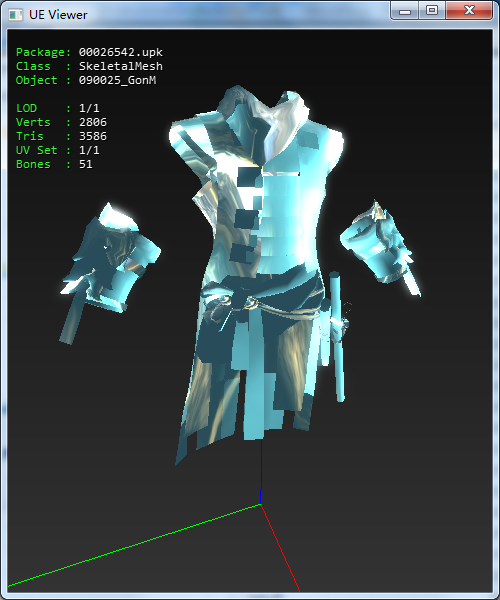 UE Viewer
Package: 00026542.upk
Class : SkeletalMesh
Object : 090025_GonM
LOD : 1/1
Verts : 2806
Tris : 3586
UV Set : 1/1
Bones : 51